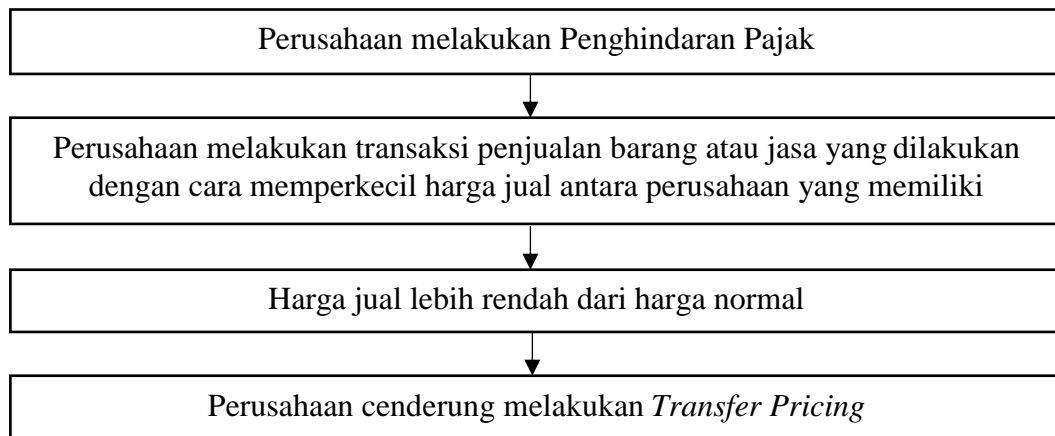 Perusahaan melakukan Penghindaran Pajak
Perusahaan melakukan transaksi penjualan barang atau jasa yang dilakukan
dengan cara memperkecil harga jual antara perusahaan yang memiliki
Harga jual lebih rendah dari harga normal
Perusahaan cenderung melakukan Transfer Pricing